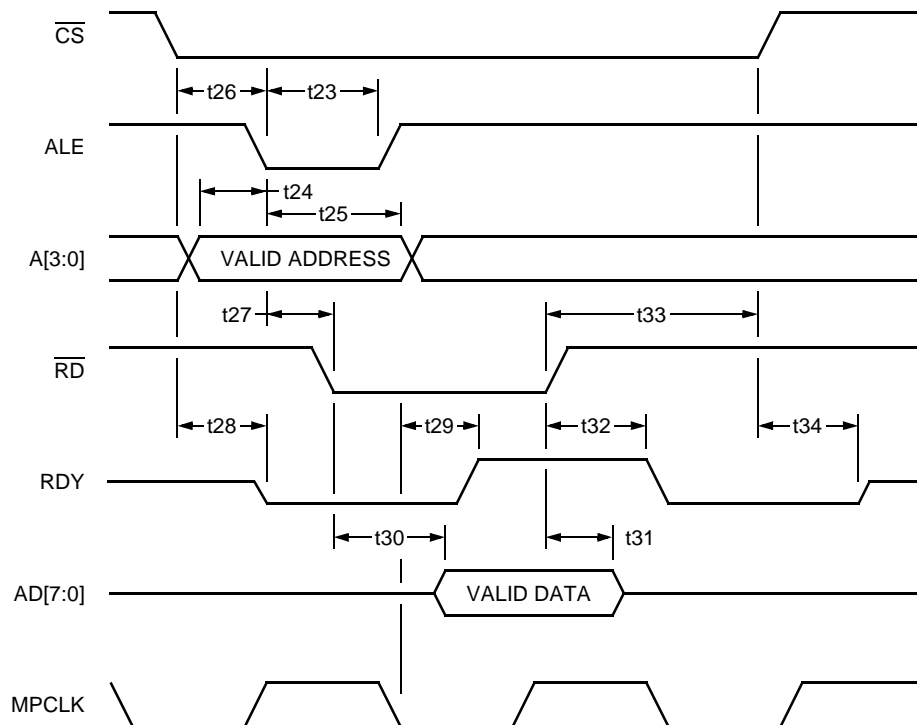 CS
t26
t23
ALE
t24
t25
A[3:0]
VALID ADDRESS
t27
t33
RD
t28
t29
t32
t34
RDY
t30
t31
AD[7:0]
VALID DATA
MPCLK